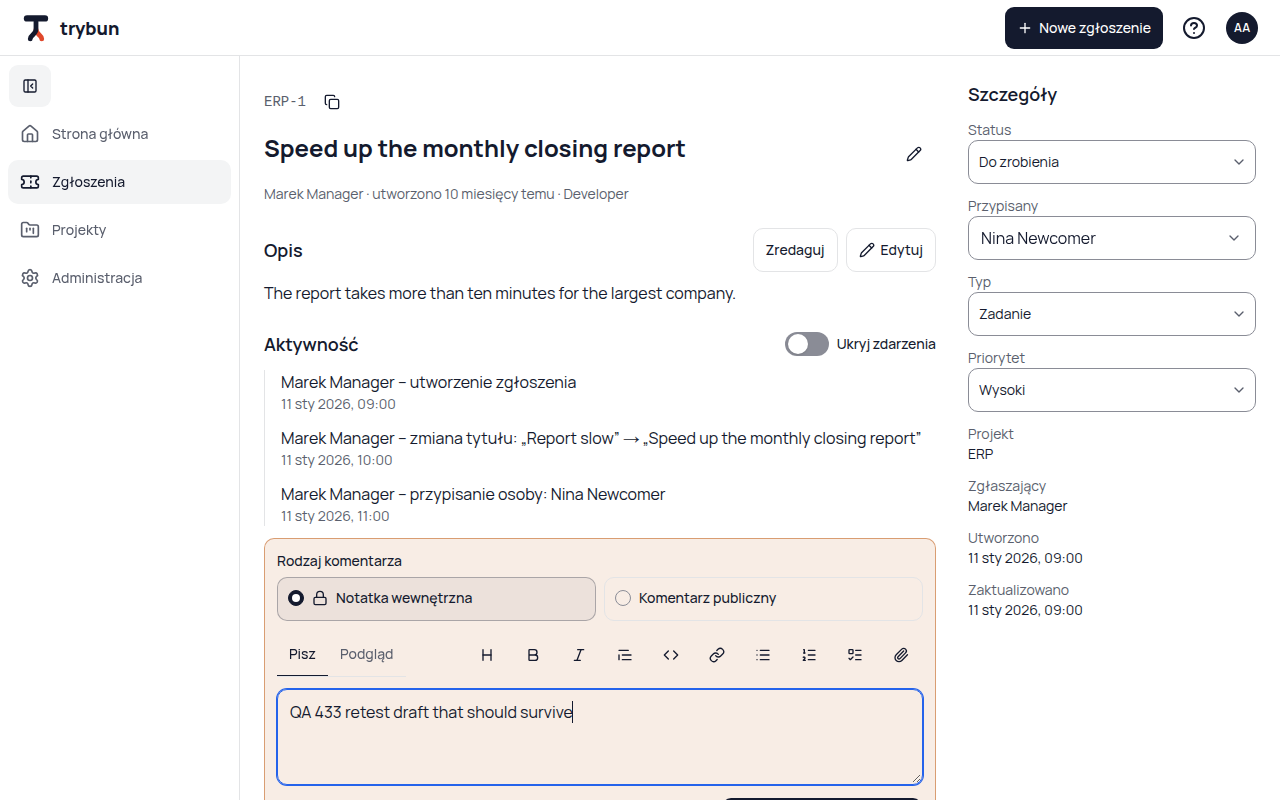 trybun
Nowe zgłoszenie
AA
Strona główna
Zgłoszenia
Projekty
Administracja
ERP-1
Speed up the monthly closing report
Marek Manager · utworzono 10 miesięcy temu · Developer
Opis
Zredaguj
Edytuj
The report takes more than ten minutes for the largest company.
Aktywność
Ukryj zdarzenia
Marek Manager – utworzenie zgłoszenia
11 sty 2026, 09:00
Marek Manager – zmiana tytułu: „Report slow” → „Speed up the monthly closing report”
11 sty 2026, 10:00
Marek Manager – przypisanie osoby: Nina Newcomer
11 sty 2026, 11:00
Rodzaj komentarza
Notatka wewnętrzna
Komentarz publiczny
Pisz
Podgląd
QA 433 retest draft that should survive
Szczegóły
Status
Do zrobienia
Przypisany
Nina Newcomer
Typ
Zadanie
Priorytet
Wysoki
Projekt
ERP
Zgłaszający
Marek Manager
Utworzono
11 sty 2026, 09:00
Zaktualizowano
11 sty 2026, 09:00